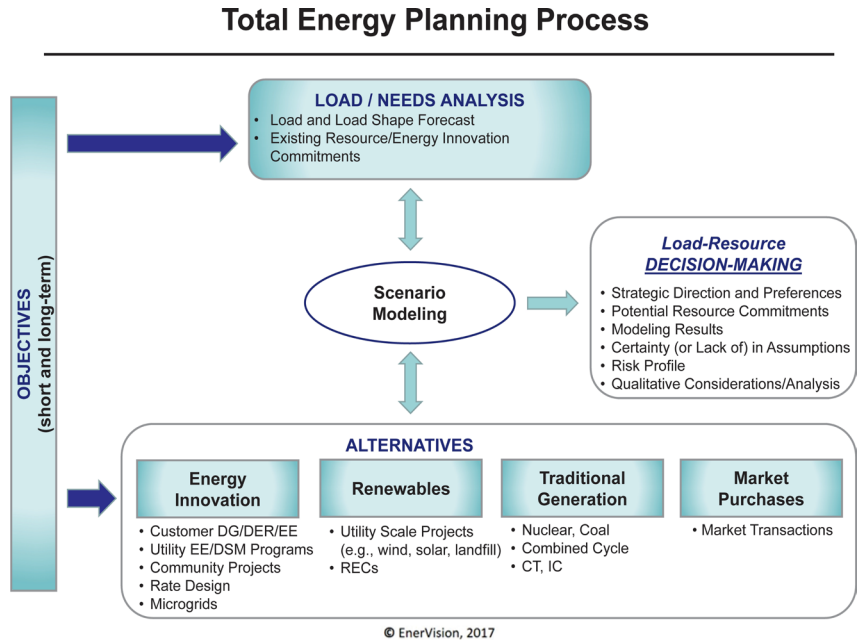 Total Energy Planning Process
OBJECTIVES
(short and long-term)
LOAD / NEEDS ANALYSIS
• Load and Load Shape Forecast
• Existing Resource/Energy Innovation
Commitments
Scenario
Modeling
Load-Resource
DECISION-MAKING
• Strategic Direction and Preferences
• Potential Resource Commitments
• Modeling Results
• Certainty (or Lack of) in Assumptions
• Risk Profile
• Qualitative Considerations/Analysis
ALTERNATIVES
Energy
Innovation
• Customer DG/DER/EE
• Utility EE/DSM Programs
• Community Projects
• Rate Design
• Microgrids
Renewables
• Utility Scale Projects
(e.g., wind, solar, landfill)
• RECs
Traditional
Generation
• Nuclear, Coal
• Combined Cycle
• CT, IC
Market
Purchases
• Market Transactions
© EnerVision, 2017